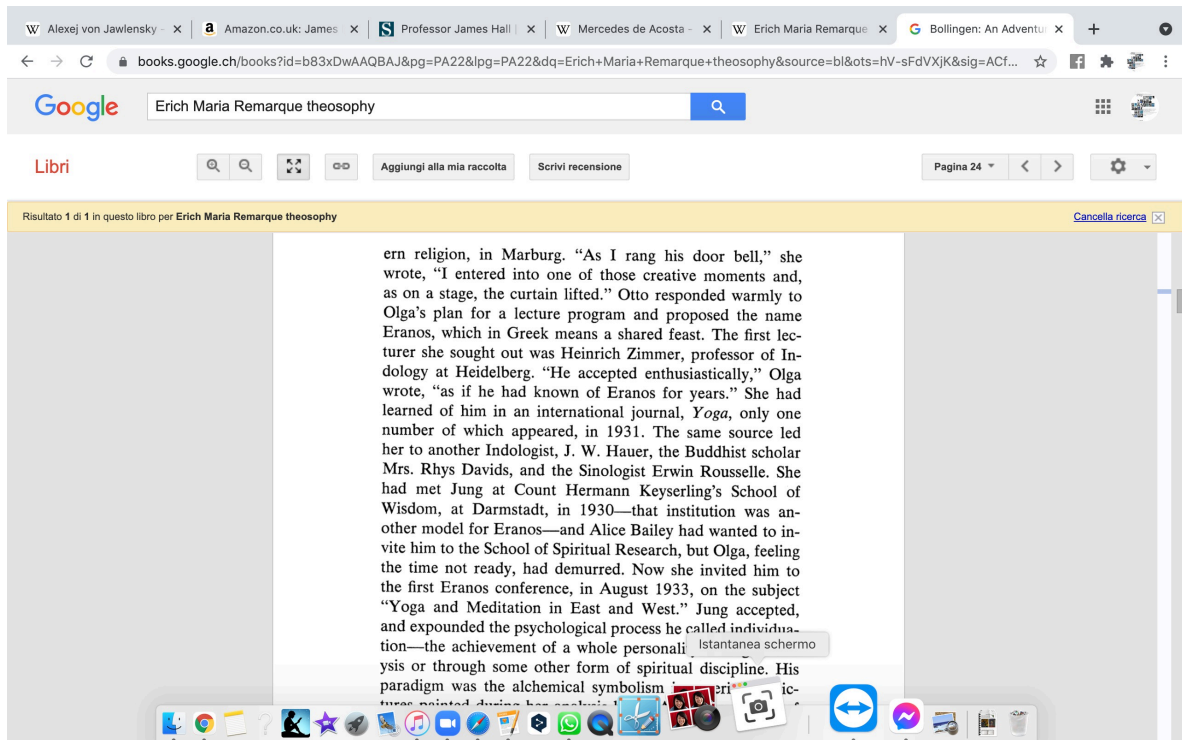 Alexej von Jawlensky -
Amazon.co.uk: James
Professor James Hall |
Mercedes de Acosta -
Erich Maria Remarque
Bollingen: An Adventur
books.google.ch/books?id=b83xDwAAQBAJ&pg=PA22&lpg=PA22&dq=Erich+Maria+Remarque+theosophy&source=bl&ots=hV-sFdVXjK&sig=ACf...
Google
Erich Maria Remarque theosophy
Libri
Aggiungi alla mia raccolta
Scrivi recensione
Pagina 24
Risultato 1 di 1 in questo libro per Erich Maria Remarque theosophy
Cancella ricerca
ern religion, in Marburg. “As I rang his door bell,” she
wrote, “I entered into one of those creative moments and,
as on a stage, the curtain lifted.” Otto responded warmly to
Olga’s plan for a lecture program and proposed the name
Eranos, which in Greek means a shared feast. The first lec-
turer she sought out was Heinrich Zimmer, professor of In-
dology at Heidelberg. “He accepted enthusiastically,” Olga
wrote, “as if he had known of Eranos for years.” She had
learned of him in an international journal, Yoga, only one
number of which appeared, in 1931. The same source led
her to another Indologist, J. W. Hauer, the Buddhist scholar
Mrs. Rhys Davids, and the Sinologist Erwin Rousselle. She
had met Jung at Count Hermann Keyserling’s School of
Wisdom, at Darmstadt, in 1930—that institution was an-
other model for Eranos—and Alice Bailey had wanted to in-
vite him to the School of Spiritual Research, but Olga, feeling
the time not ready, had demurred. Now she invited him to
the first Eranos conference, in August 1933, on the subject
“Yoga and Meditation in East and West.” Jung accepted,
and expounded the psychological process he called individua-
tion—the achievement of a whole personali
Istantanea schermo
ysis or through some other form of spiritual discipline. His
paradigm was the alchemical symbolism